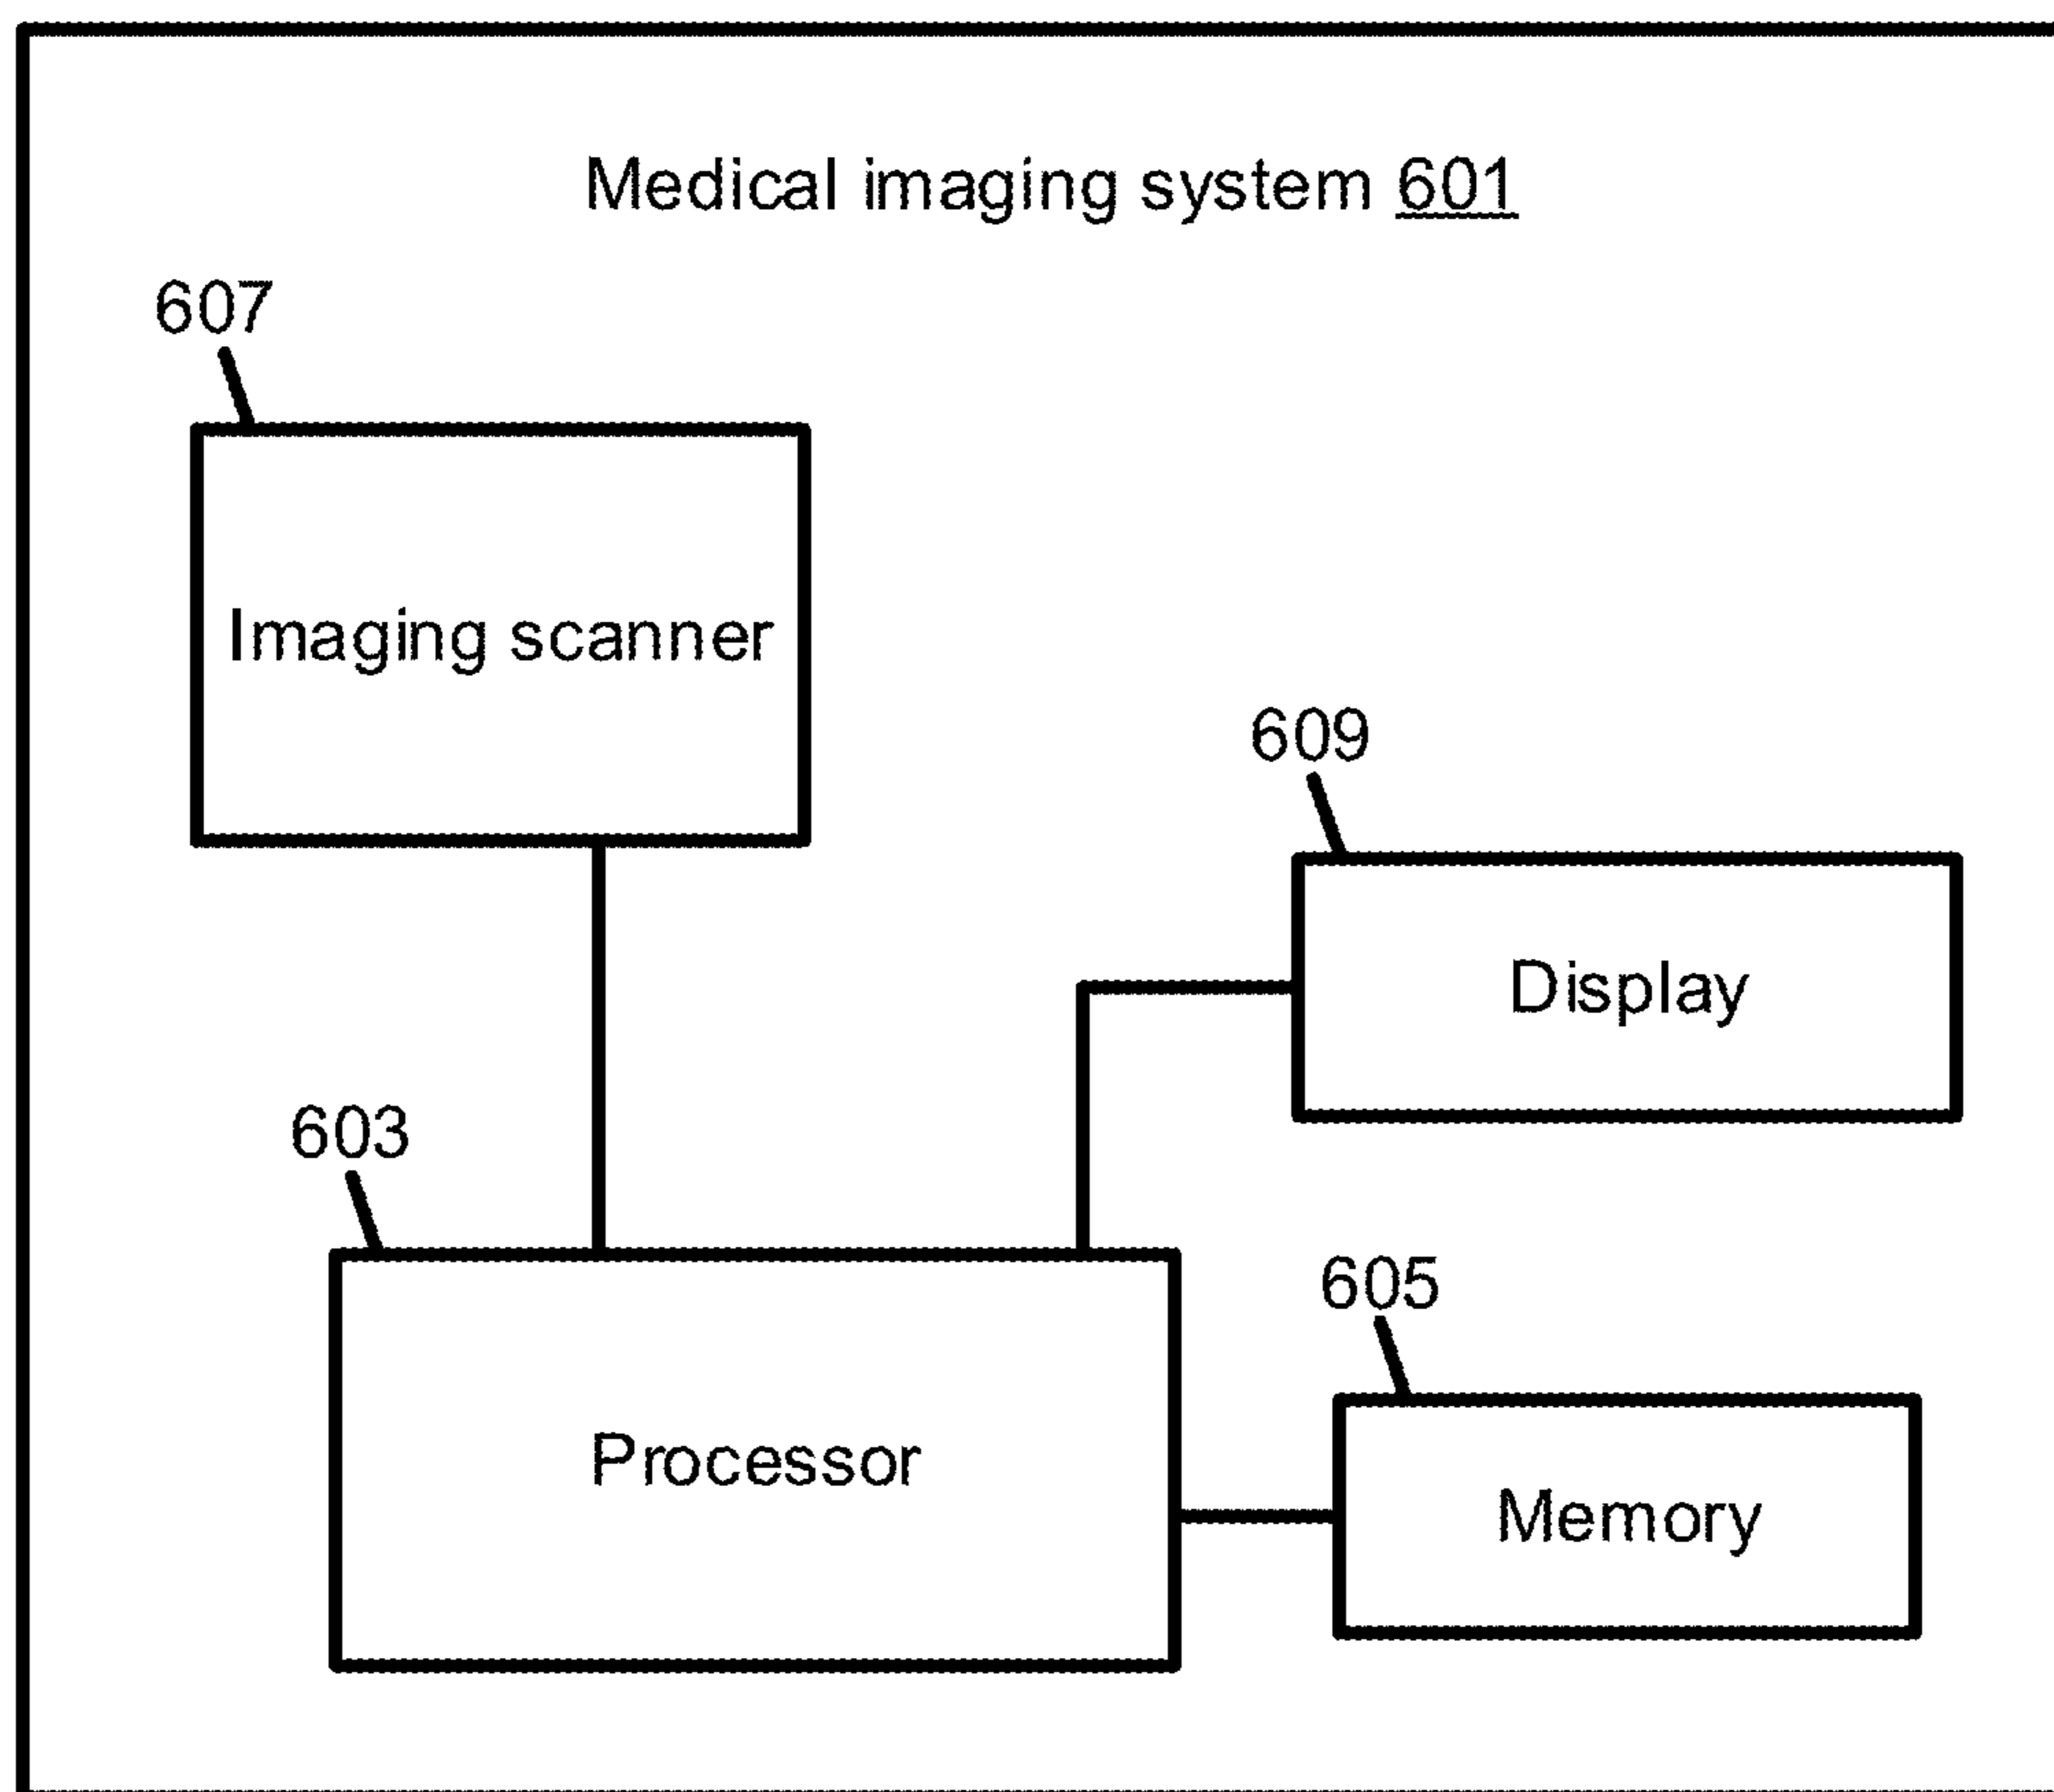 Medical imaging system 601
607
Imaging scanner
609
Display
603
605
Processor
Memory